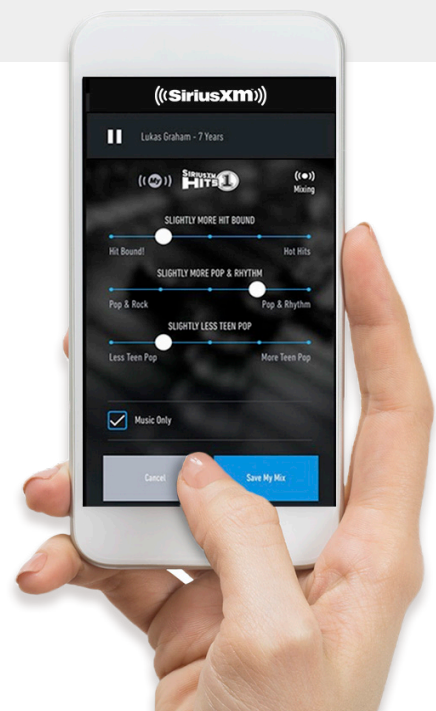 ((SiriusXM))
Lukas Graham - 7 Years
((MY)) SIRIUSXM HITS 1
Mixing
SLIGHTLY MORE HIT BOUND
Hit Bound! Hot Hits
SLIGHTLY MORE POP & RHYTHM
Pop & Rock Pop & Rhythm
SLIGHTLY LESS TEEN POP
Less Teen Pop More Teen Pop
Music Only
Cancel Save My Mix